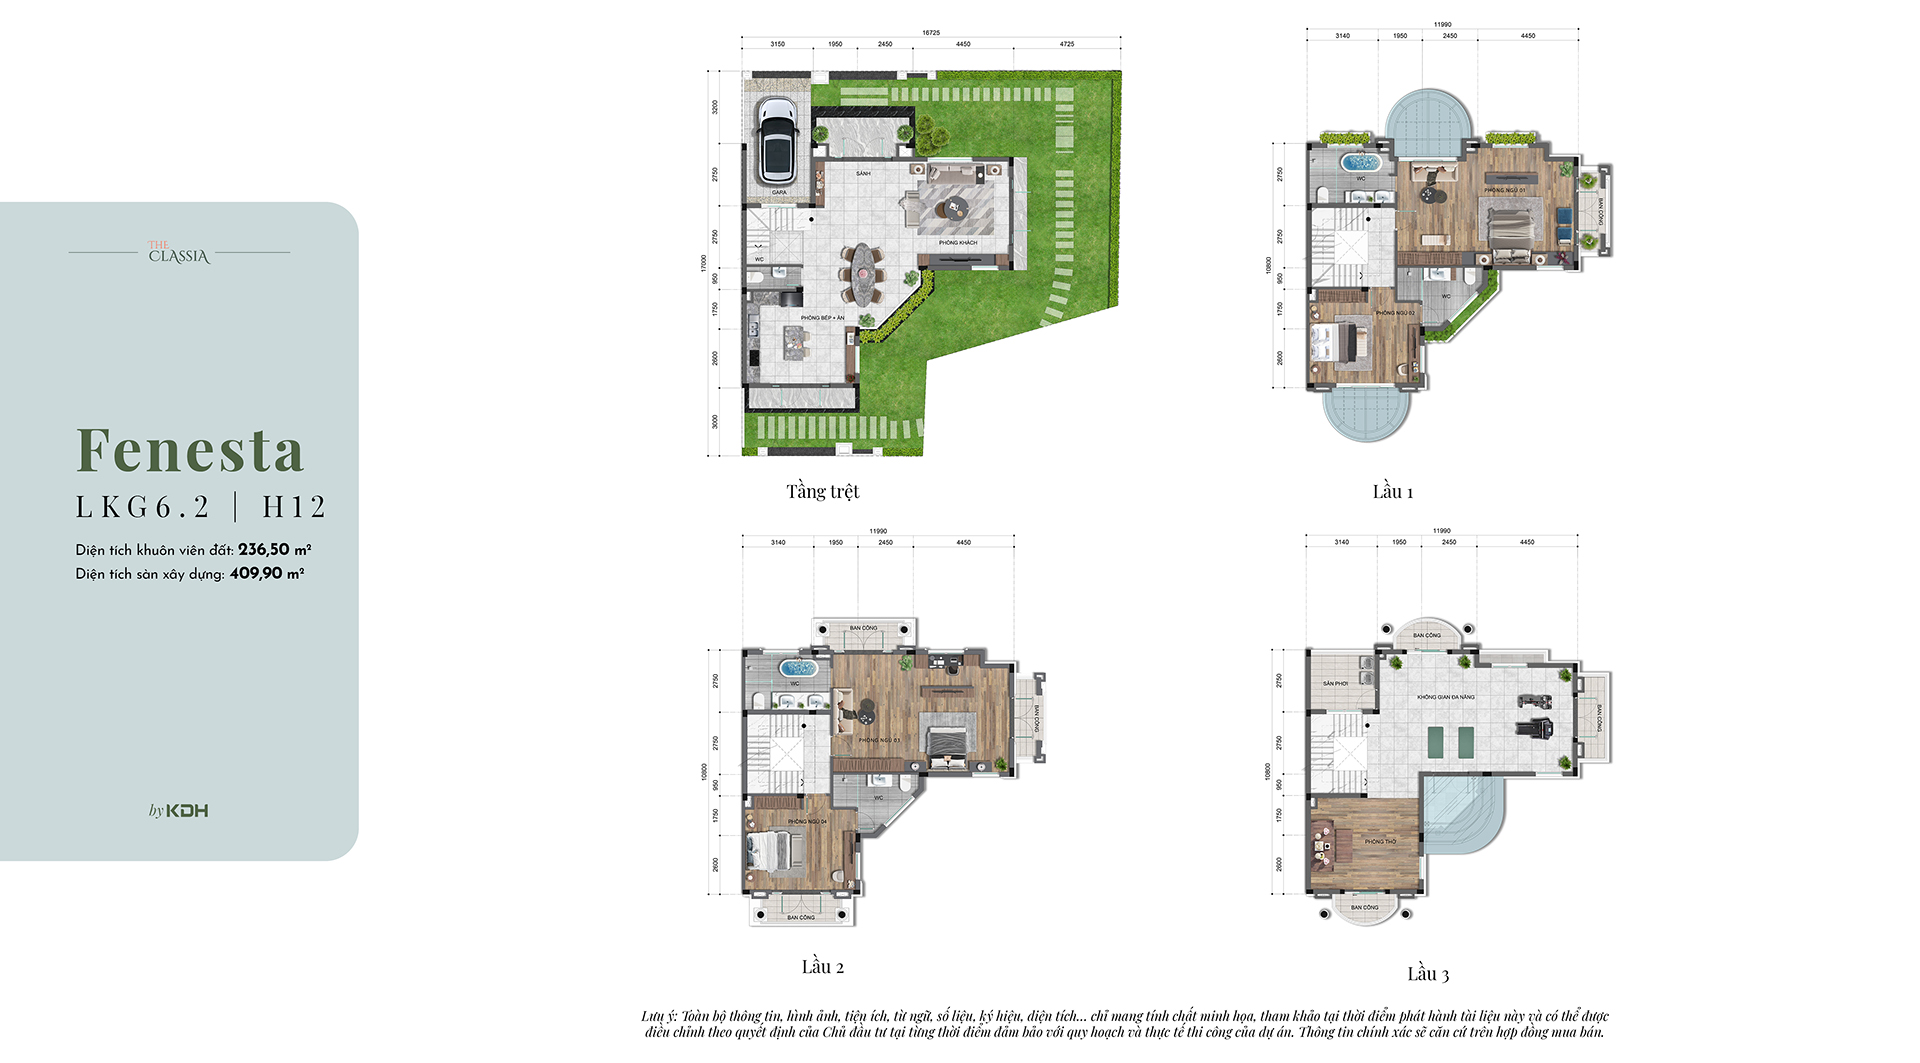 THE
CLASSIA
Fenesta
LKG6.2 | H12
Diện tích khuôn viên đất: 236,50 m²
Diện tích sàn xây dựng: 409,90 m²
by KDH
16725
3150 1950 2450 4450 4725
3200
2750
2750
950
1750
2600
3000
17000
GARA
SẢNH
PHÒNG KHÁCH
WC
PHÒNG BẾP + ĂN
Tầng trệt
11990
3140 1950 2450 4450
2750
2750
950
1750
2600
10800
WC
PHÒNG NGỦ 01
BAN CÔNG
WC
PHÒNG NGỦ 02
Lầu 1
11990
3140 1950 2450 4450
2750
2750
950
1750
2600
10800
BAN CÔNG
WC
PHÒNG NGỦ 03
BAN CÔNG
WC
PHÒNG NGỦ 04
BAN CÔNG
Lầu 2
11990
3140 1950 2450 4450
2750
2750
950
1750
2600
10800
BAN CÔNG
SÂN PHƠI
KHÔNG GIAN ĐA NĂNG
BAN CÔNG
PHÒNG THỜ
BAN CÔNG
Lầu 3
Lưu ý: Toàn bộ thông tin, hình ảnh, tiện ích, từ ngữ, số liệu, ký hiệu, diện tích... chỉ mang tính chất minh họa, tham khảo tại thời điểm phát hành tài liệu này và có thể được
điều chỉnh theo quyết định của Chủ đầu tư tại từng thời điểm đảm bảo với quy hoạch và thực tế thi công của dự án. Thông tin chính xác sẽ căn cứ trên hợp đồng mua bán.